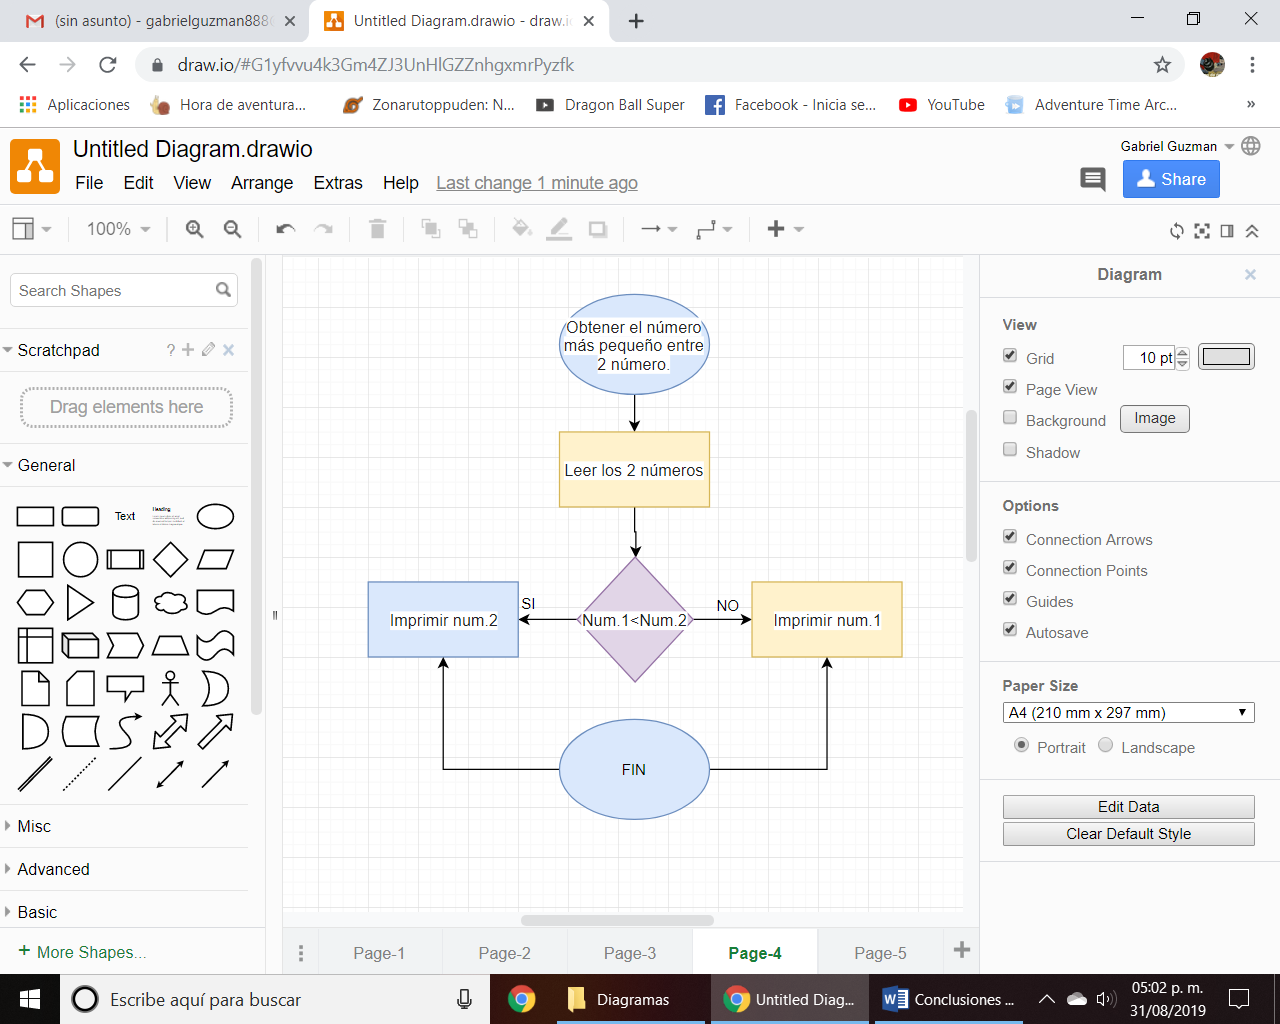 (sin asunto) - gabrielguzman888
Untitled Diagram.drawio - draw.i
draw.io/#G1yfvvu4k3Gm4ZJ3UnHlGZZnhgxmrPyzfk
Aplicaciones
Hora de aventura...
Zonarutoppuden: N...
Dragon Ball Super
Facebook - Inicia se...
YouTube
Adventure Time Arc...
»
Untitled Diagram.drawio
Gabriel Guzman
File Edit View Arrange Extras Help Last change 1 minute ago
Share
100%
Search Shapes
Scratchpad
?
Drag elements here
General
Text
Heading
Misc
Advanced
Basic
+ More Shapes...
Obtener el número
más pequeño entre
2 número.
Leer los 2 números
SI
NO
Imprimir num.2
Num.1<Num.2
Imprimir num.1
FIN
Page-1
Page-2
Page-3
Page-4
Page-5
Diagram
View
Grid
10 pt
Page View
Background
Image
Shadow
Options
Connection Arrows
Connection Points
Guides
Autosave
Paper Size
A4 (210 mm x 297 mm)
Portrait
Landscape
Edit Data
Clear Default Style
Escribe aquí para buscar
Diagramas
Untitled Diag...
Conclusiones ...
05:02 p. m.
31/08/2019